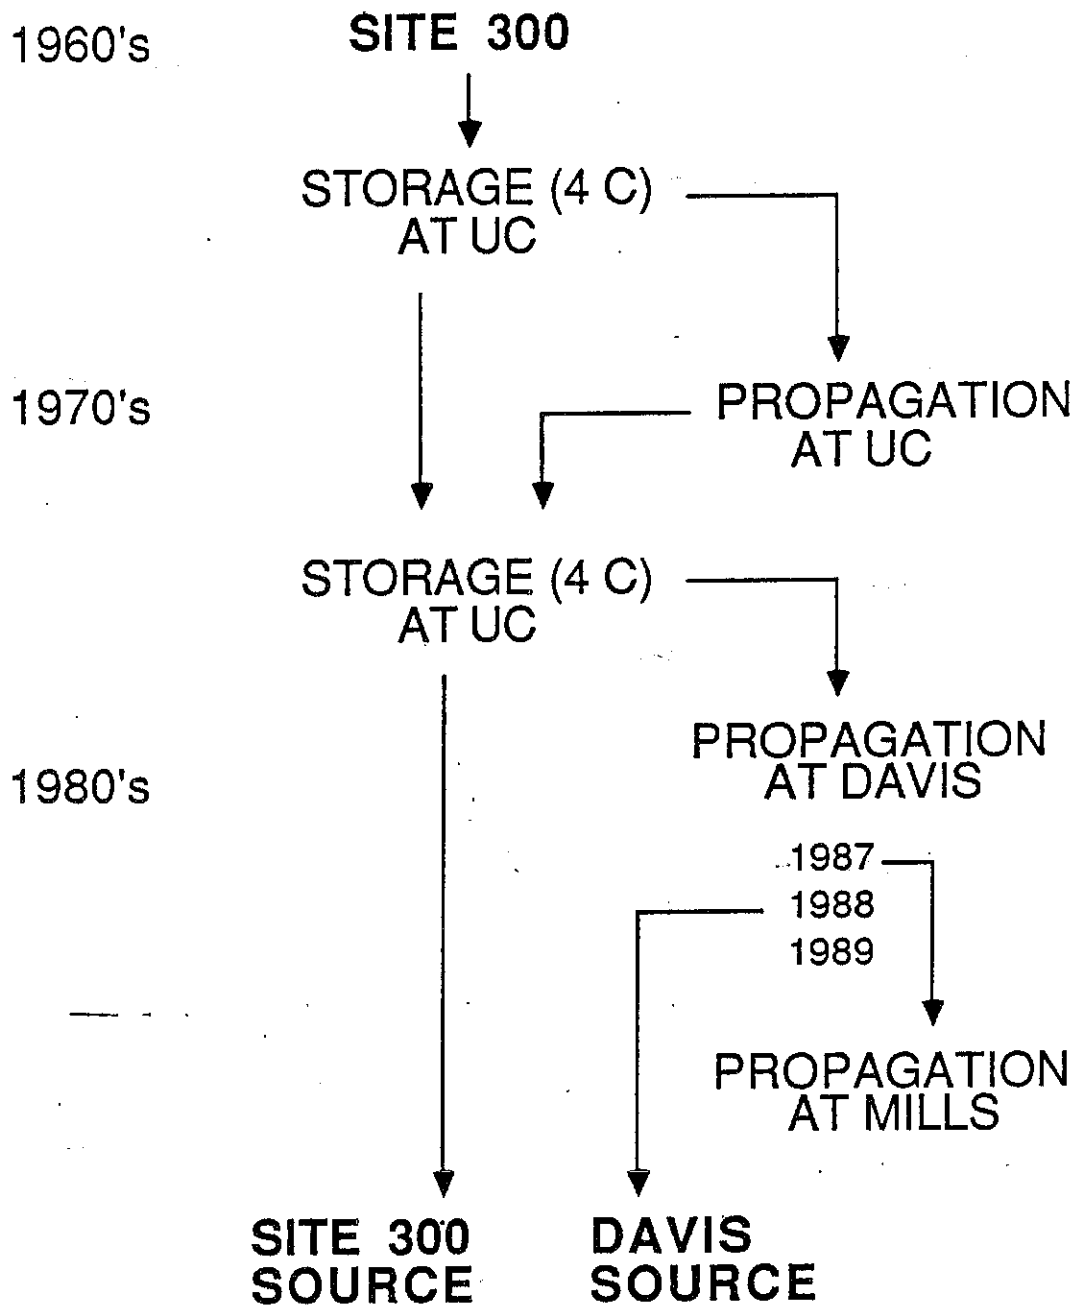 1960's
SITE 300
STORAGE (4 C)
AT UC
1970's
PROPAGATION
AT UC
STORAGE (4 C)
AT UC
PROPAGATION
AT DAVIS
1980's
1987
1988
1989
PROPAGATION
AT MILLS
SITE 300
SOURCE
DAVIS
SOURCE